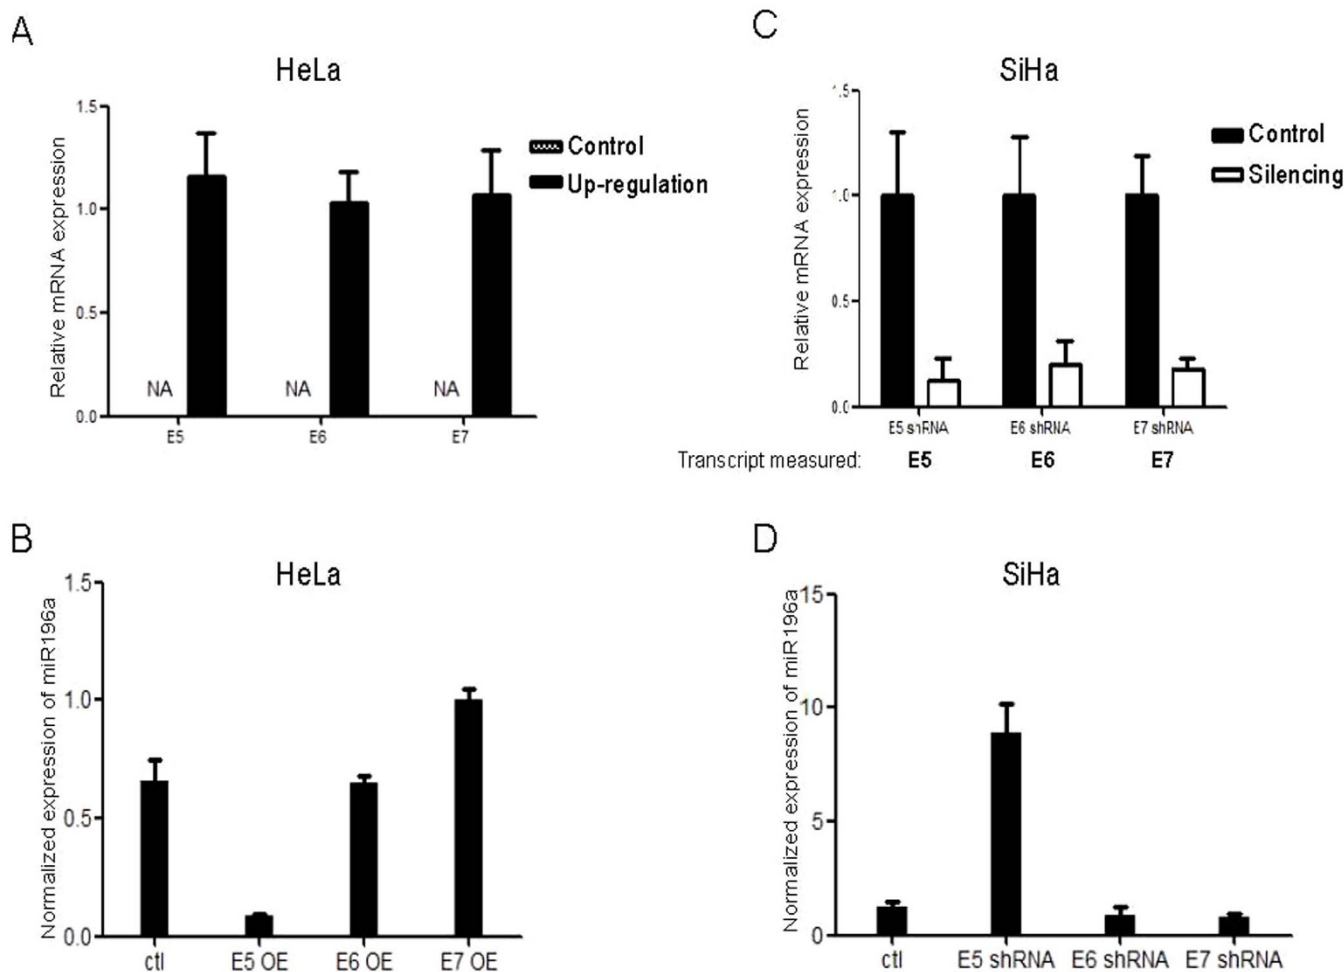 A
HeLa
Relative mRNA expression
1.5
1.0
0.5
0.0
NA
NA
NA
E5
E6
E7
Control
Up-regulation
C
SiHa
Relative mRNA expression
1.5
1.0
0.5
0.0
E5 shRNA
E6 shRNA
E7 shRNA
Control
Silencing
Transcript measured: E5 E6 E7
B
HeLa
Normalized expression of miR196a
1.5
1.0
0.5
0.0
ctl
E5 OE
E6 OE
E7 OE
D
SiHa
Normalized expression of miR196a
15
10
5
0
ctl
E5 shRNA
E6 shRNA
E7 shRNA